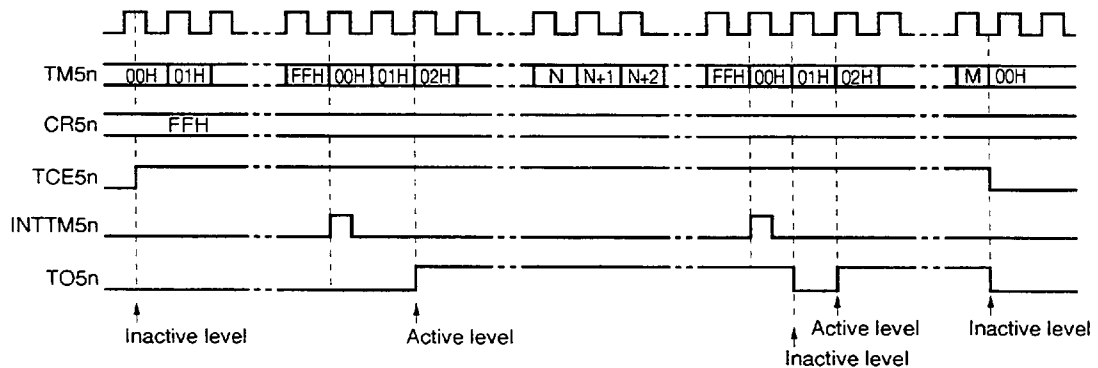 TM5n 00H 01H FFH 00H 01H 02H N N+1 N+2 FFH 00H 01H 02H M 00H
CR5n FFH
TCE5n
INTTM5n
TO5n
Inactive level Active level Active level Inactive level
Inactive level